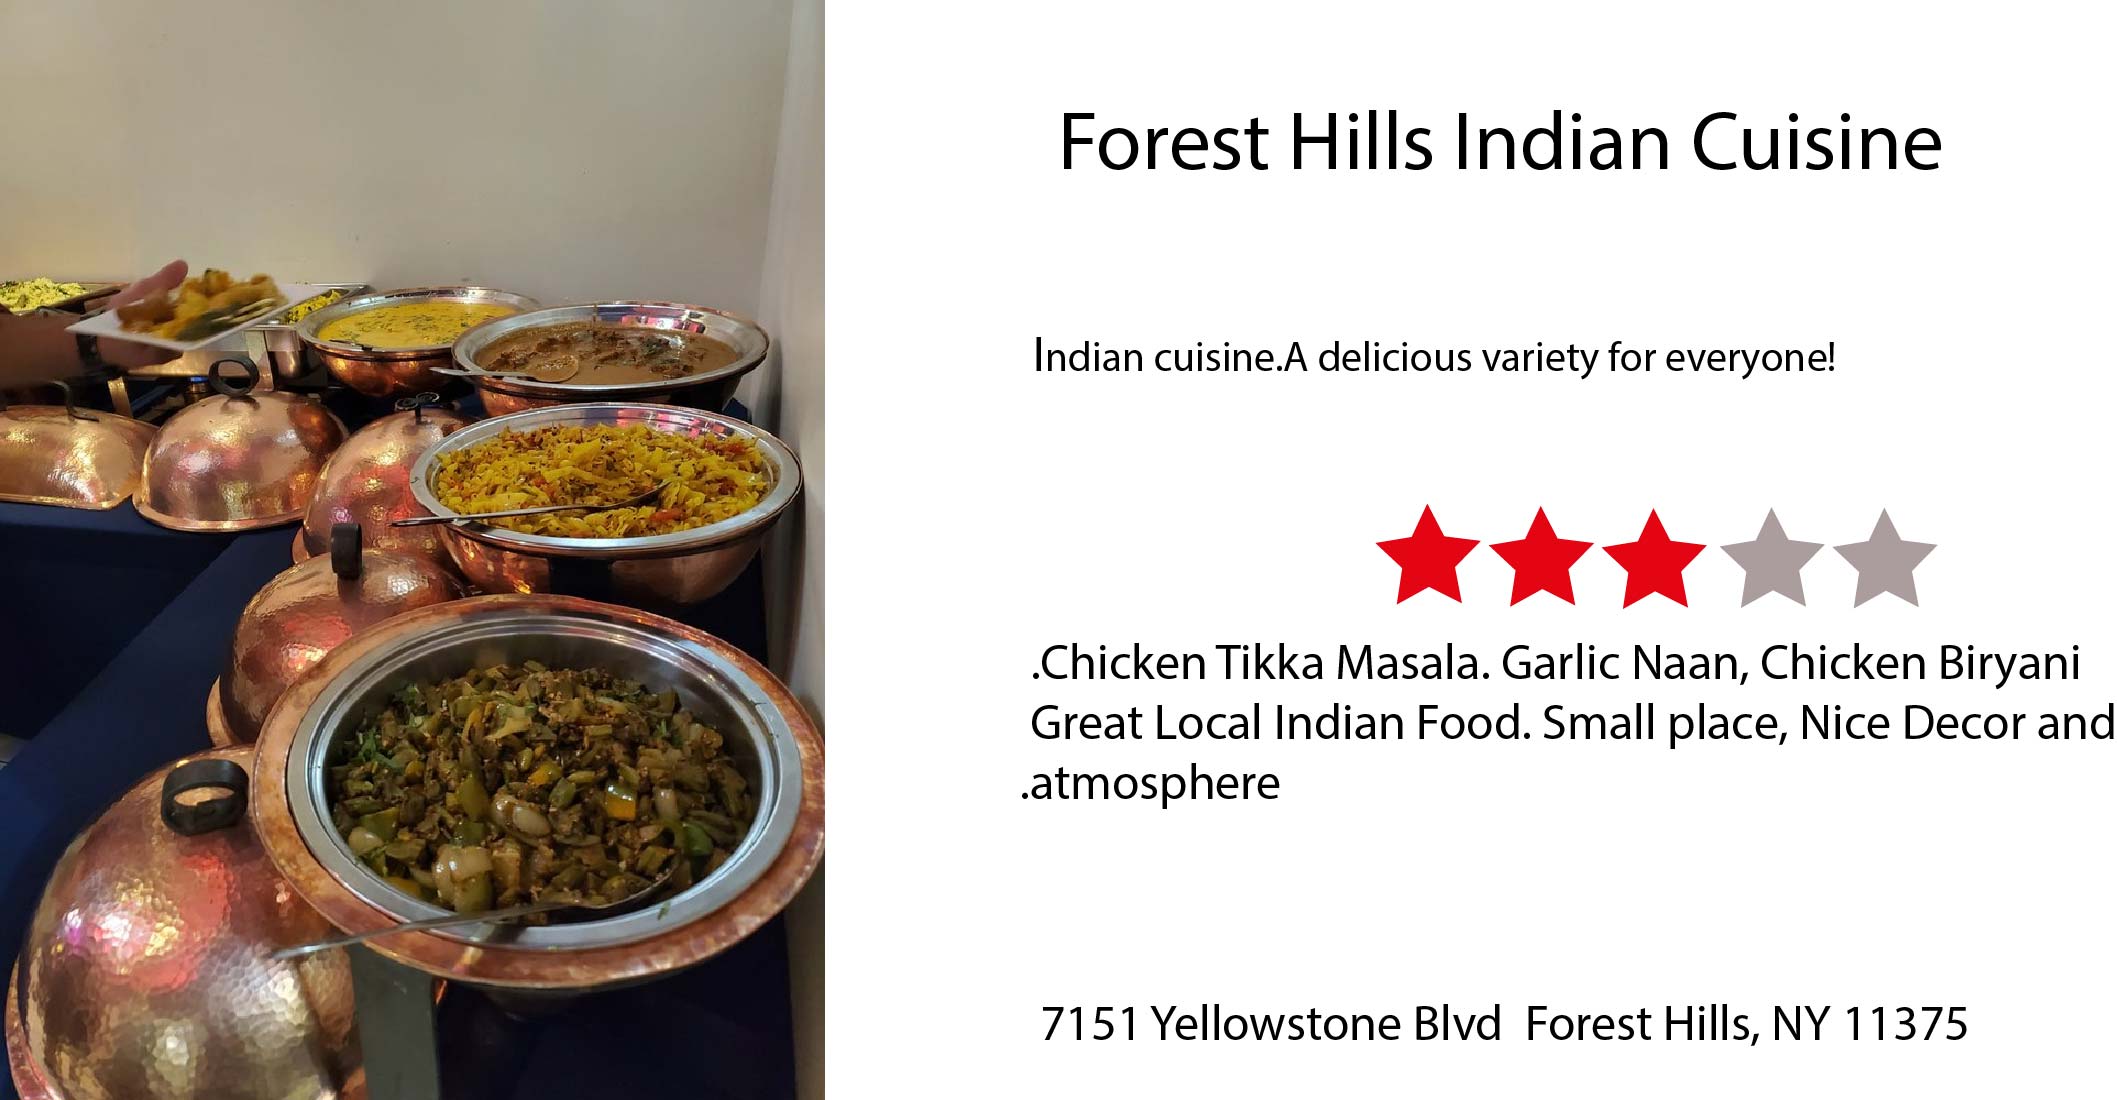 Forest Hills Indian Cuisine
Indian cuisine.A delicious variety for everyone!
.Chicken Tikka Masala. Garlic Naan, Chicken Biryani
Great Local Indian Food. Small place, Nice Decor and
.atmosphere
7151 Yellowstone Blvd  Forest Hills, NY 11375